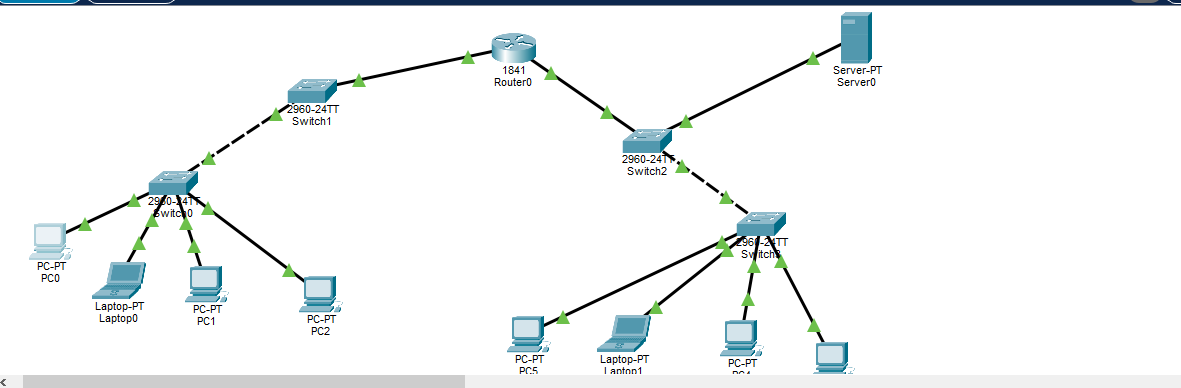 1841
Router0
Server-PT
Server0
2960-24TT
Switch1
2960-24TT
Switch2
2960-24TT
Switch0
2960-24TT
PC-PT
PC0
Laptop-PT
Laptop0
PC-PT
PC1
PC-PT
PC2
PC-PT
PC5
Laptop-PT
Laptop1
PC-PT